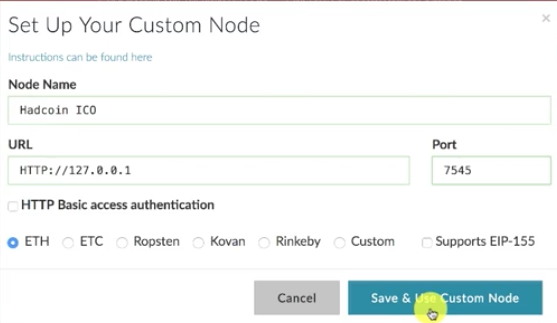 Set Up Your Custom Node
×
Instructions can be found here
Node Name
Hadcoin ICO
URL Port
HTTP://127.0.0.1 7545
HTTP Basic access authentication
ETH ETC Ropsten Kovan Rinkeby Custom Supports EIP-155
Cancel Save & Use Custom Node